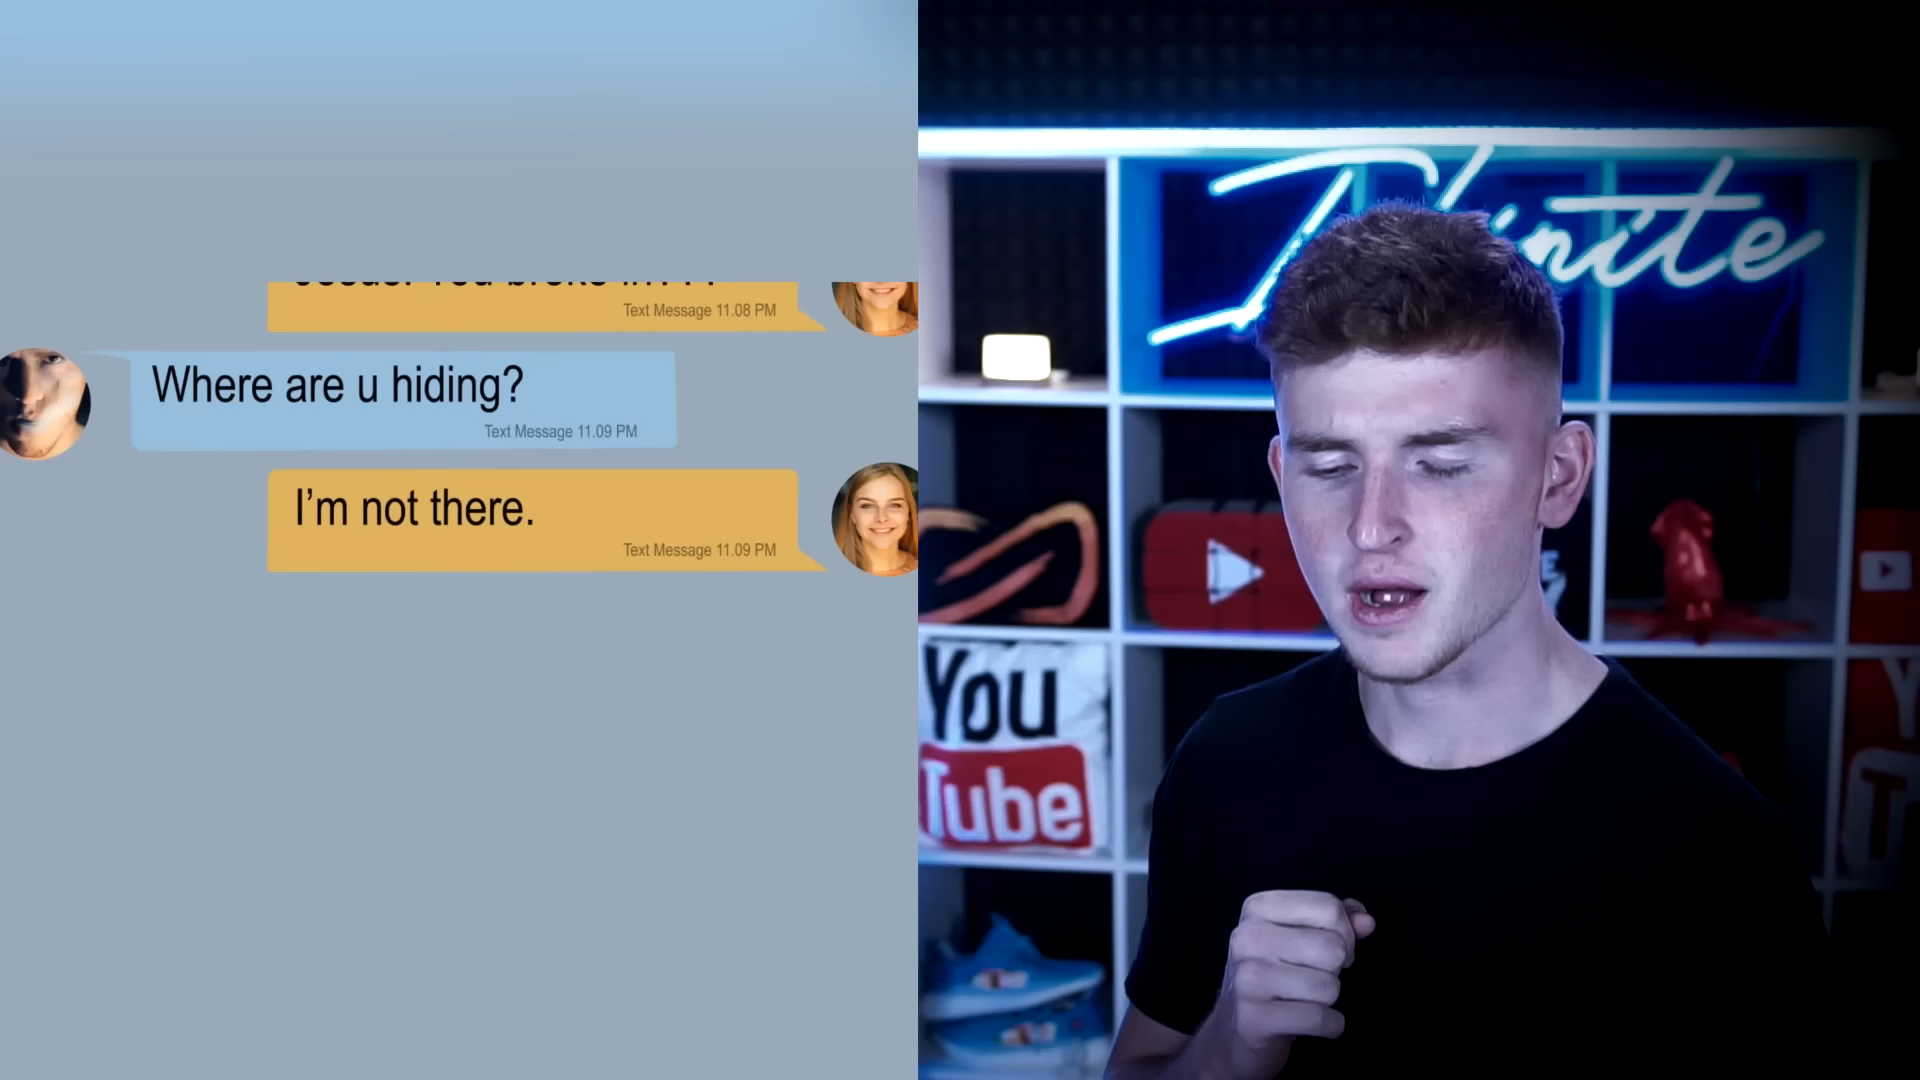 Text Message 11.08 PM
Where are u hiding?
Text Message 11.09 PM
I'm not there.
Text Message 11.09 PM
You
Tube